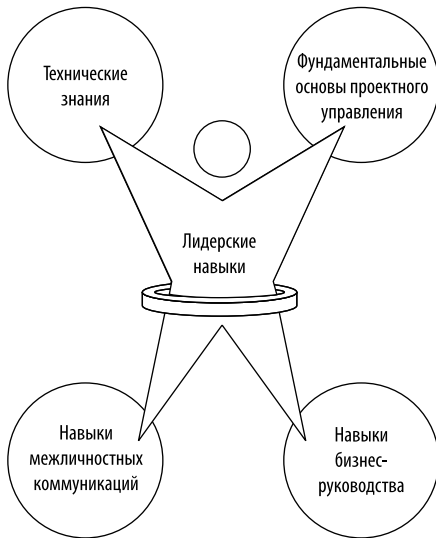 Технические
знания
Фундаментальные
основы проектного
управления
Лидерские
навыки
Навыки
межличностных
коммуникаций
Навыки
бизнес-
руководства